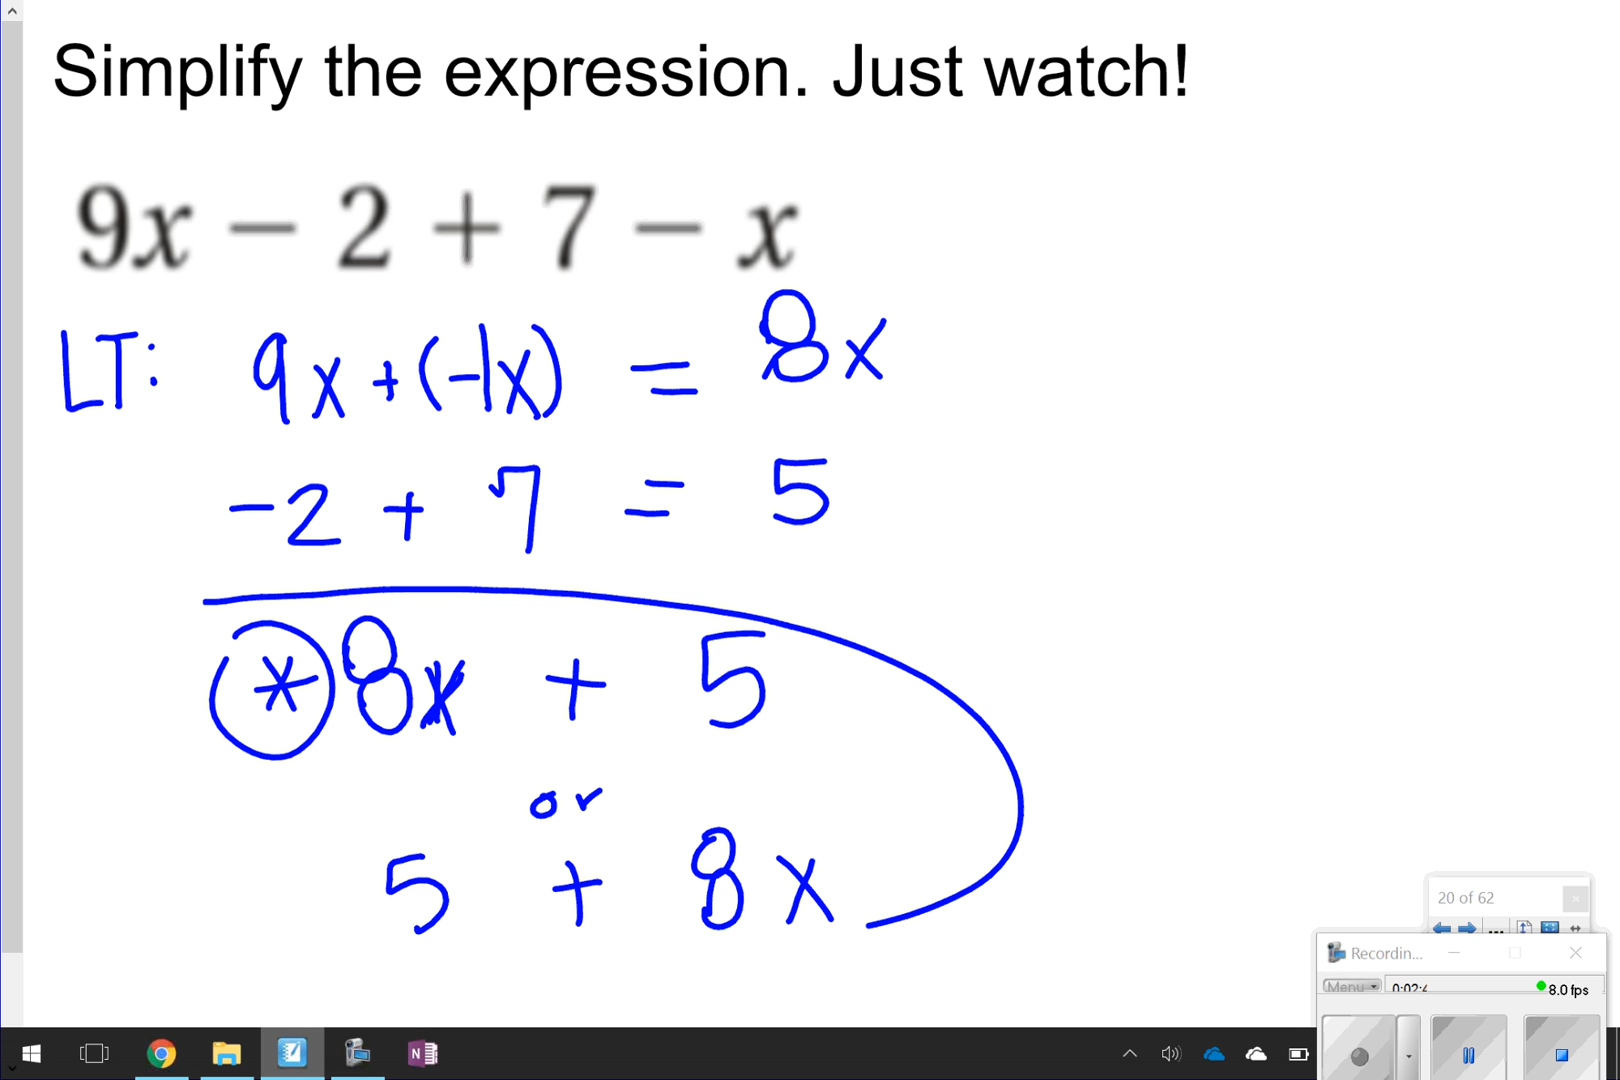 Simplify the expression. Just watch!
9x − 2 + 7 − x
LT: 9x + (-1x) = 8x
-2 + 7 = 5
* 8x + 5
or
5 + 8x
20 of 62
Recordin...
Menu
8.0 fps
N